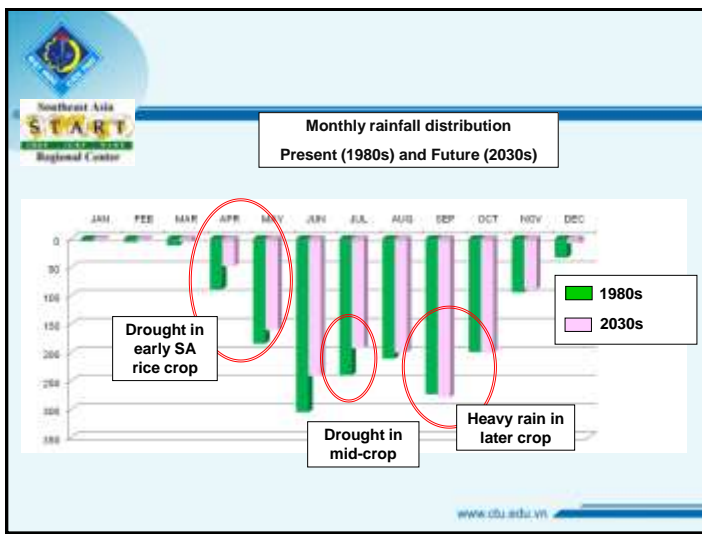 Southeast Asia
START
Regional Center
Monthly rainfall distribution
Present (1980s) and Future (2030s)
JAN FEB MAR APR MAY JUN JUL AUG SEP OCT NOV DEC
0
50
100
150
200
250
300
350
1980s
2030s
Drought in
early SA
rice crop
Drought in
mid-crop
Heavy rain in
later crop
www.ctu.edu.vn